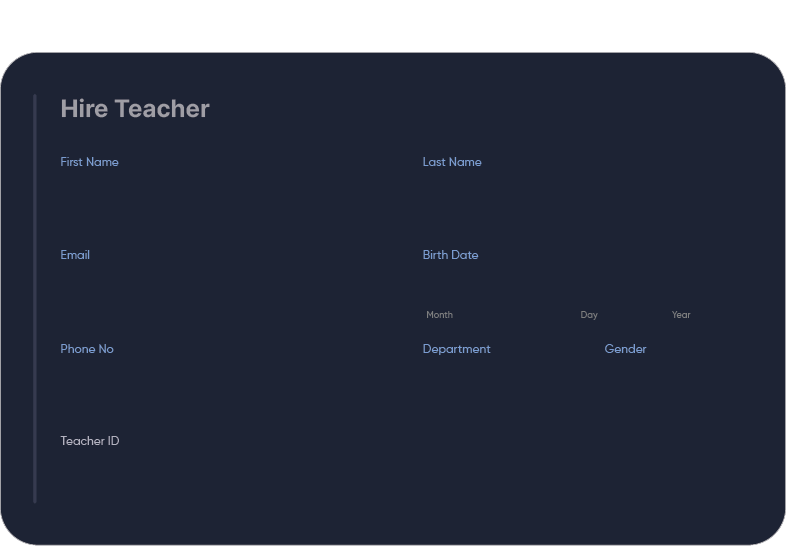 Hire Teacher
First Name
Last Name
Email
Birth Date
Month
Day
Year
Phone No
Department
Gender
Teacher ID